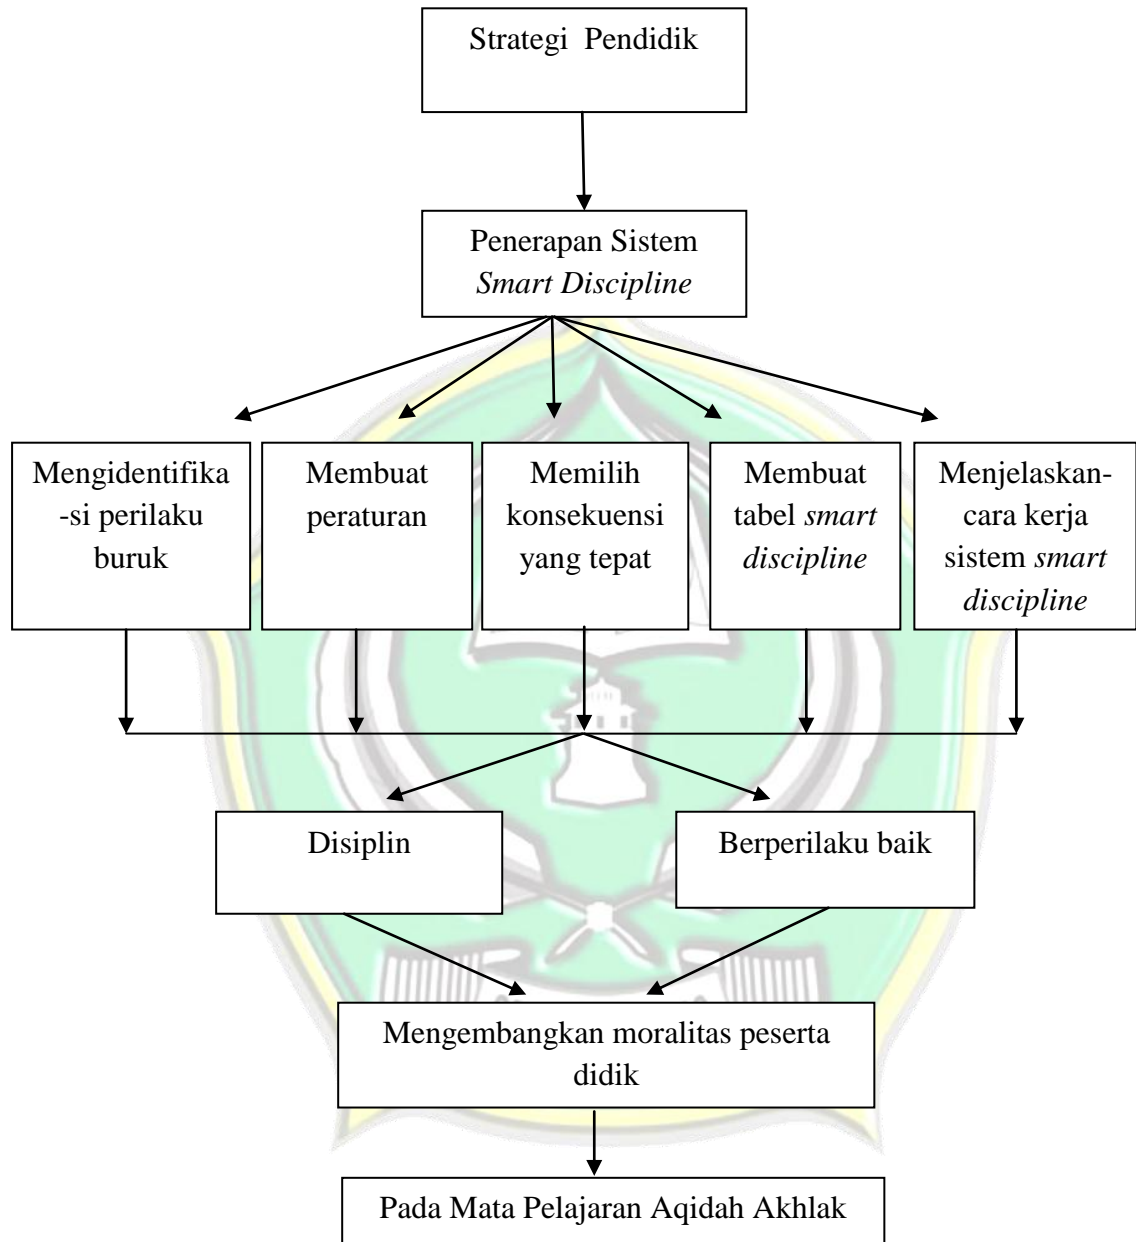 Strategi Pendidik
Penerapan Sistem
Smart Discipline
Mengidentifika
-si perilaku
buruk
Membuat
peraturan
Memilih
konsekuensi
yang tepat
Membuat
tabel smart
discipline
Menjelaskan-
cara kerja
sistem smart
discipline
Disiplin
Berperilaku baik
Mengembangkan moralitas peserta
didik
Pada Mata Pelajaran Aqidah Akhlak